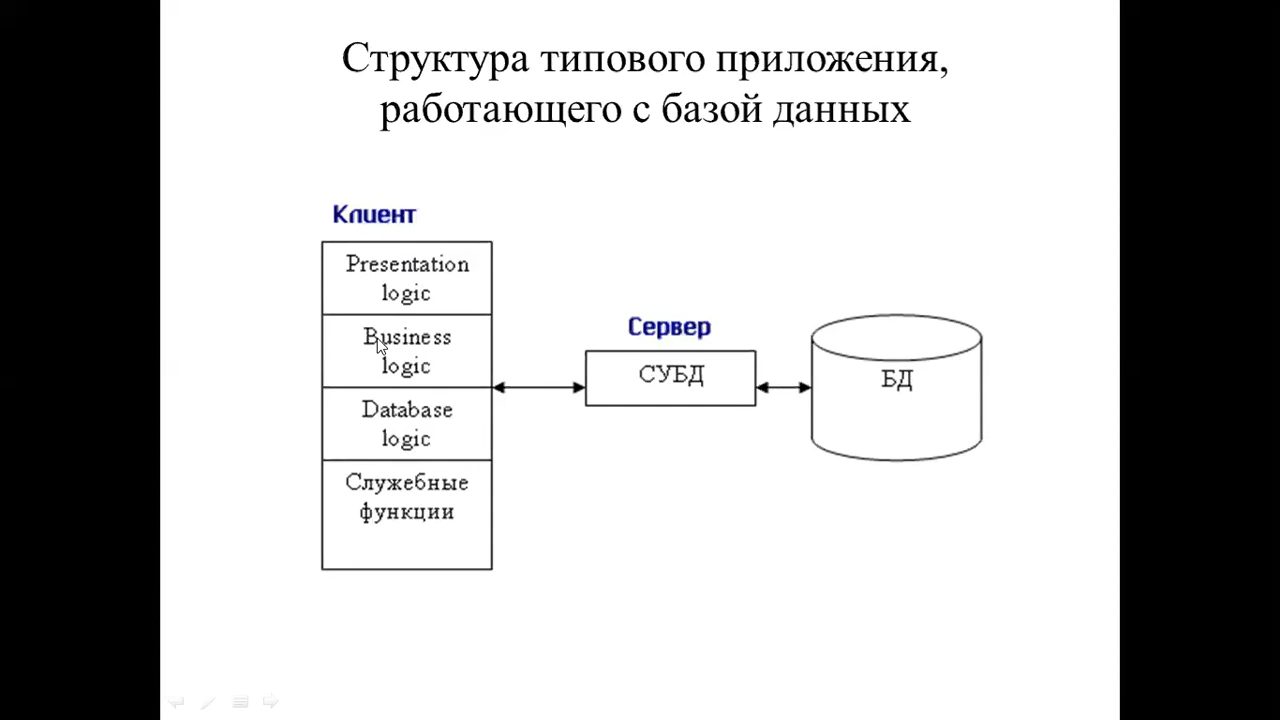 Структура типового приложения,
работающего с базой данных
Клиент
Presentation
logic
Business
logic
Database
logic
Служебные
функции
Сервер
СУБД
БД